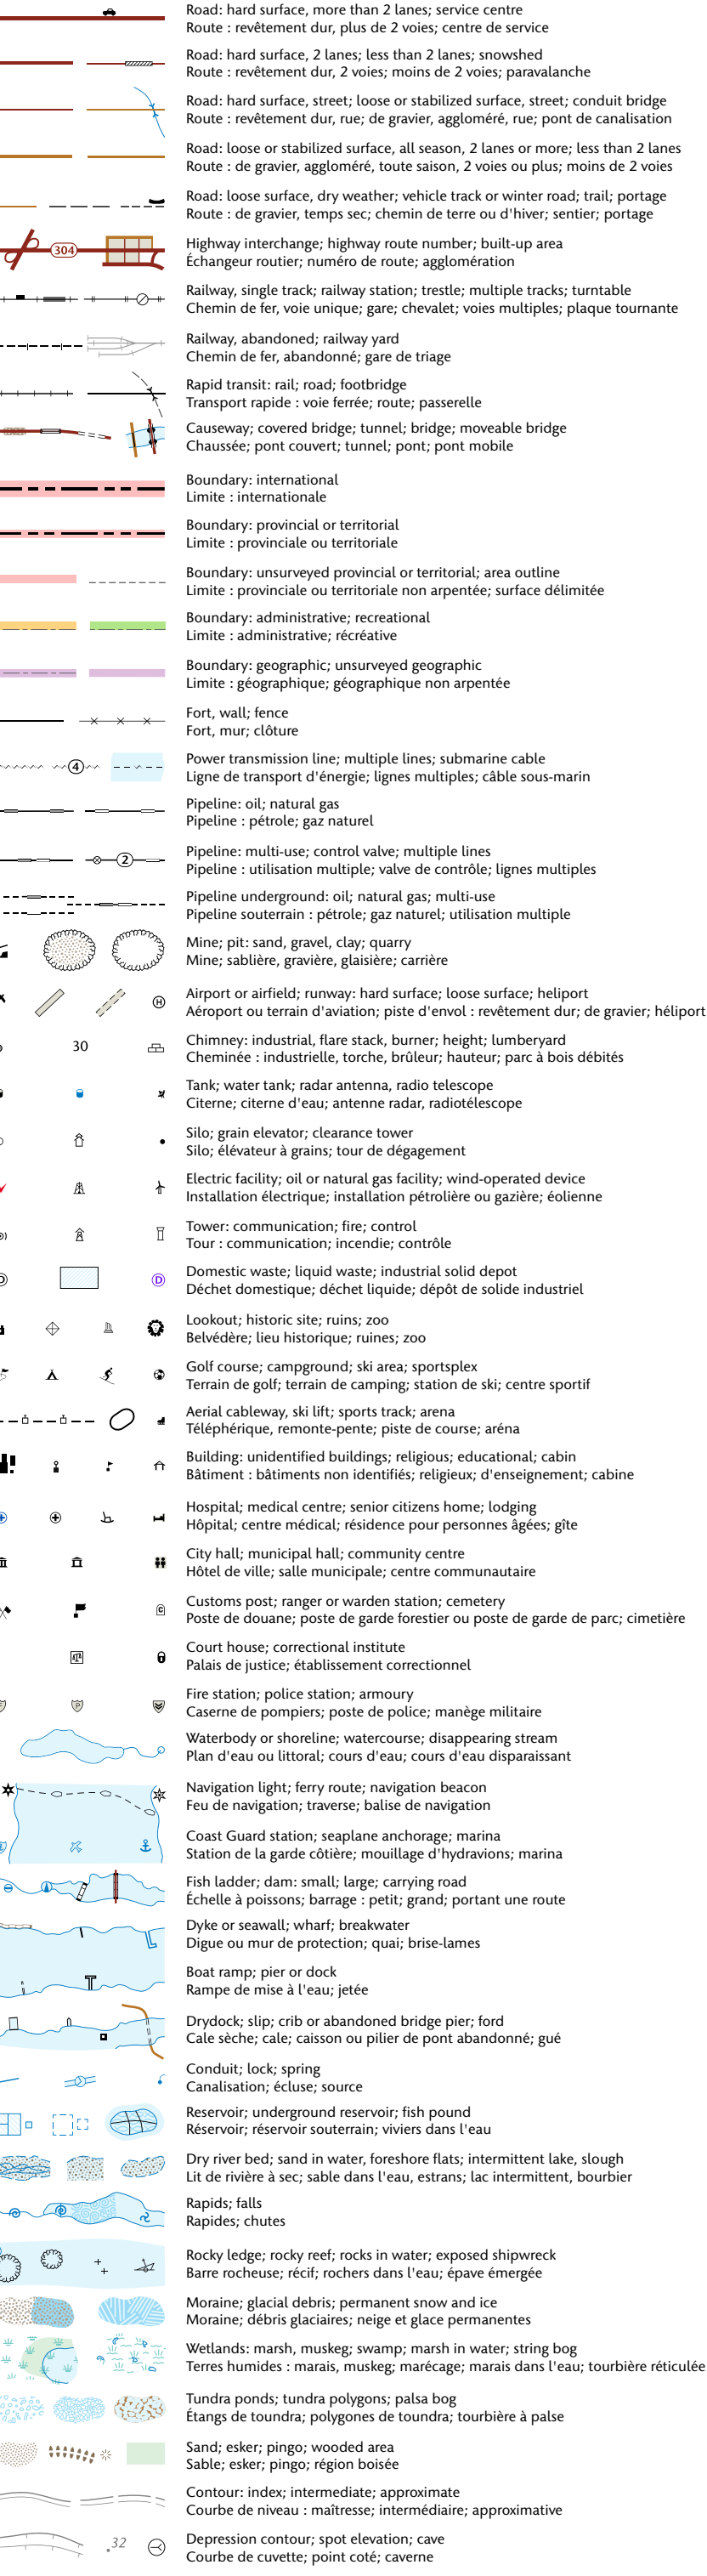 Road: hard surface, more than 2 lanes; service centre
Route : revêtement dur, plus de 2 voies; centre de service
Road: hard surface, 2 lanes; less than 2 lanes; snowshed
Route : revêtement dur, 2 voies; moins de 2 voies; paravalanche
Road: hard surface, street; loose or stabilized surface, street; conduit bridge
Route : revêtement dur, rue; de gravier, aggloméré, rue; pont de canalisation
Road: loose or stabilized surface, all season, 2 lanes or more; less than 2 lanes
Route : de gravier, aggloméré, toute saison, 2 voies ou plus; moins de 2 voies
Road: loose surface, dry weather; vehicle track or winter road; trail; portage
Route : de gravier, temps sec; chemin de terre ou d'hiver; sentier; portage
304
Highway interchange; highway route number; built-up area
Échangeur routier; numéro de route; agglomération
Railway, single track; railway station; trestle; multiple tracks; turntable
Chemin de fer, voie unique; gare; chevalet; voies multiples; plaque tournante
Railway, abandoned; railway yard
Chemin de fer, abandonné; gare de triage
Rapid transit: rail; road; footbridge
Transport rapide : voie ferrée; route; passerelle
Causeway; covered bridge; tunnel; bridge; moveable bridge
Chaussée; pont couvert; tunnel; pont; pont mobile
Boundary: international
Limite : internationale
Boundary: provincial or territorial
Limite : provinciale ou territoriale
Boundary: unsurveyed provincial or territorial; area outline
Limite : provinciale ou territoriale non arpentée; surface délimitée
Boundary: administrative; recreational
Limite : administrative; récréative
Boundary: geographic; unsurveyed geographic
Limite : géographique; géographique non arpentée
Fort, wall; fence
Fort, mur; clôture
4
Power transmission line; multiple lines; submarine cable
Ligne de transport d'énergie; lignes multiples; câble sous-marin
Pipeline: oil; natural gas
Pipeline : pétrole; gaz naturel
2
Pipeline: multi-use; control valve; multiple lines
Pipeline : utilisation multiple; valve de contrôle; lignes multiples
Pipeline underground: oil; natural gas; multi-use
Pipeline souterrain : pétrole; gaz naturel; utilisation multiple
Mine; pit: sand, gravel, clay; quarry
Mine; sablière, gravière, glaisière; carrière
H
Airport or airfield; runway: hard surface; loose surface; heliport
Aéroport ou terrain d'aviation; piste d'envol : revêtement dur; de gravier; héliport
30
Chimney: industrial, flare stack, burner; height; lumberyard
Cheminée : industrielle, torche, brûleur; hauteur; parc à bois débités
Tank; water tank; radar antenna, radio telescope
Citerne; citerne d'eau; antenne radar, radiotélescope
Silo; grain elevator; clearance tower
Silo; élévateur à grains; tour de dégagement
Electric facility; oil or natural gas facility; wind-operated device
Installation électrique; installation pétrolière ou gazière; éolienne
Tower: communication; fire; control
Tour : communication; incendie; contrôle
D
D
Domestic waste; liquid waste; industrial solid depot
Déchet domestique; déchet liquide; dépôt de solide industriel
Lookout; historic site; ruins; zoo
Belvédère; lieu historique; ruines; zoo
Golf course; campground; ski area; sportsplex
Terrain de golf; terrain de camping; station de ski; centre sportif
Aerial cableway, ski lift; sports track; arena
Téléphérique, remonte-pente; piste de course; aréna
Building: unidentified buildings; religious; educational; cabin
Bâtiment : bâtiments non identifiés; religieux; d'enseignement; cabine
Hospital; medical centre; senior citizens home; lodging
Hôpital; centre médical; résidence pour personnes âgées; gîte
City hall; municipal hall; community centre
Hôtel de ville; salle municipale; centre communautaire
C
Customs post; ranger or warden station; cemetery
Poste de douane; poste de garde forestier ou poste de garde de parc; cimetière
Court house; correctional institute
Palais de justice; établissement correctionnel
F
P
Fire station; police station; armoury
Caserne de pompiers; poste de police; manège militaire
Waterbody or shoreline; watercourse; disappearing stream
Plan d'eau ou littoral; cours d'eau; cours d'eau disparaissant
Navigation light; ferry route; navigation beacon
Feu de navigation; traverse; balise de navigation
Coast Guard station; seaplane anchorage; marina
Station de la garde côtière; mouillage d'hydravions; marina
Fish ladder; dam: small; large; carrying road
Échelle à poissons; barrage : petit; grand; portant une route
Dyke or seawall; wharf; breakwater
Digue ou mur de protection; quai; brise-lames
Boat ramp; pier or dock
Rampe de mise à l'eau; jetée
Drydock; slip; crib or abandoned bridge pier; ford
Cale sèche; cale; caisson ou pilier de pont abandonné; gué
Conduit; lock; spring
Canalisation; écluse; source
Reservoir; underground reservoir; fish pound
Réservoir; réservoir souterrain; viviers dans l'eau
Dry river bed; sand in water, foreshore flats; intermittent lake, slough
Lit de rivière à sec; sable dans l'eau, estrans; lac intermittent, bourbier
Rapids; falls
Rapides; chutes
Rocky ledge; rocky reef; rocks in water; exposed shipwreck
Barre rocheuse; récif; rochers dans l'eau; épave émergée
Moraine; glacial debris; permanent snow and ice
Moraine; débris glaciaires; neige et glace permanentes
Wetlands: marsh, muskeg; swamp; marsh in water; string bog
Terres humides : marais, muskeg; marécage; marais dans l'eau; tourbière réticulée
Tundra ponds; tundra polygons; palsa bog
Étangs de toundra; polygones de toundra; tourbière à palse
Sand; esker; pingo; wooded area
Sable; esker; pingo; région boisée
Contour: index; intermediate; approximate
Courbe de niveau : maîtresse; intermédiaire; approximative
.32
Depression contour; spot elevation; cave
Courbe de cuvette; point coté; caverne